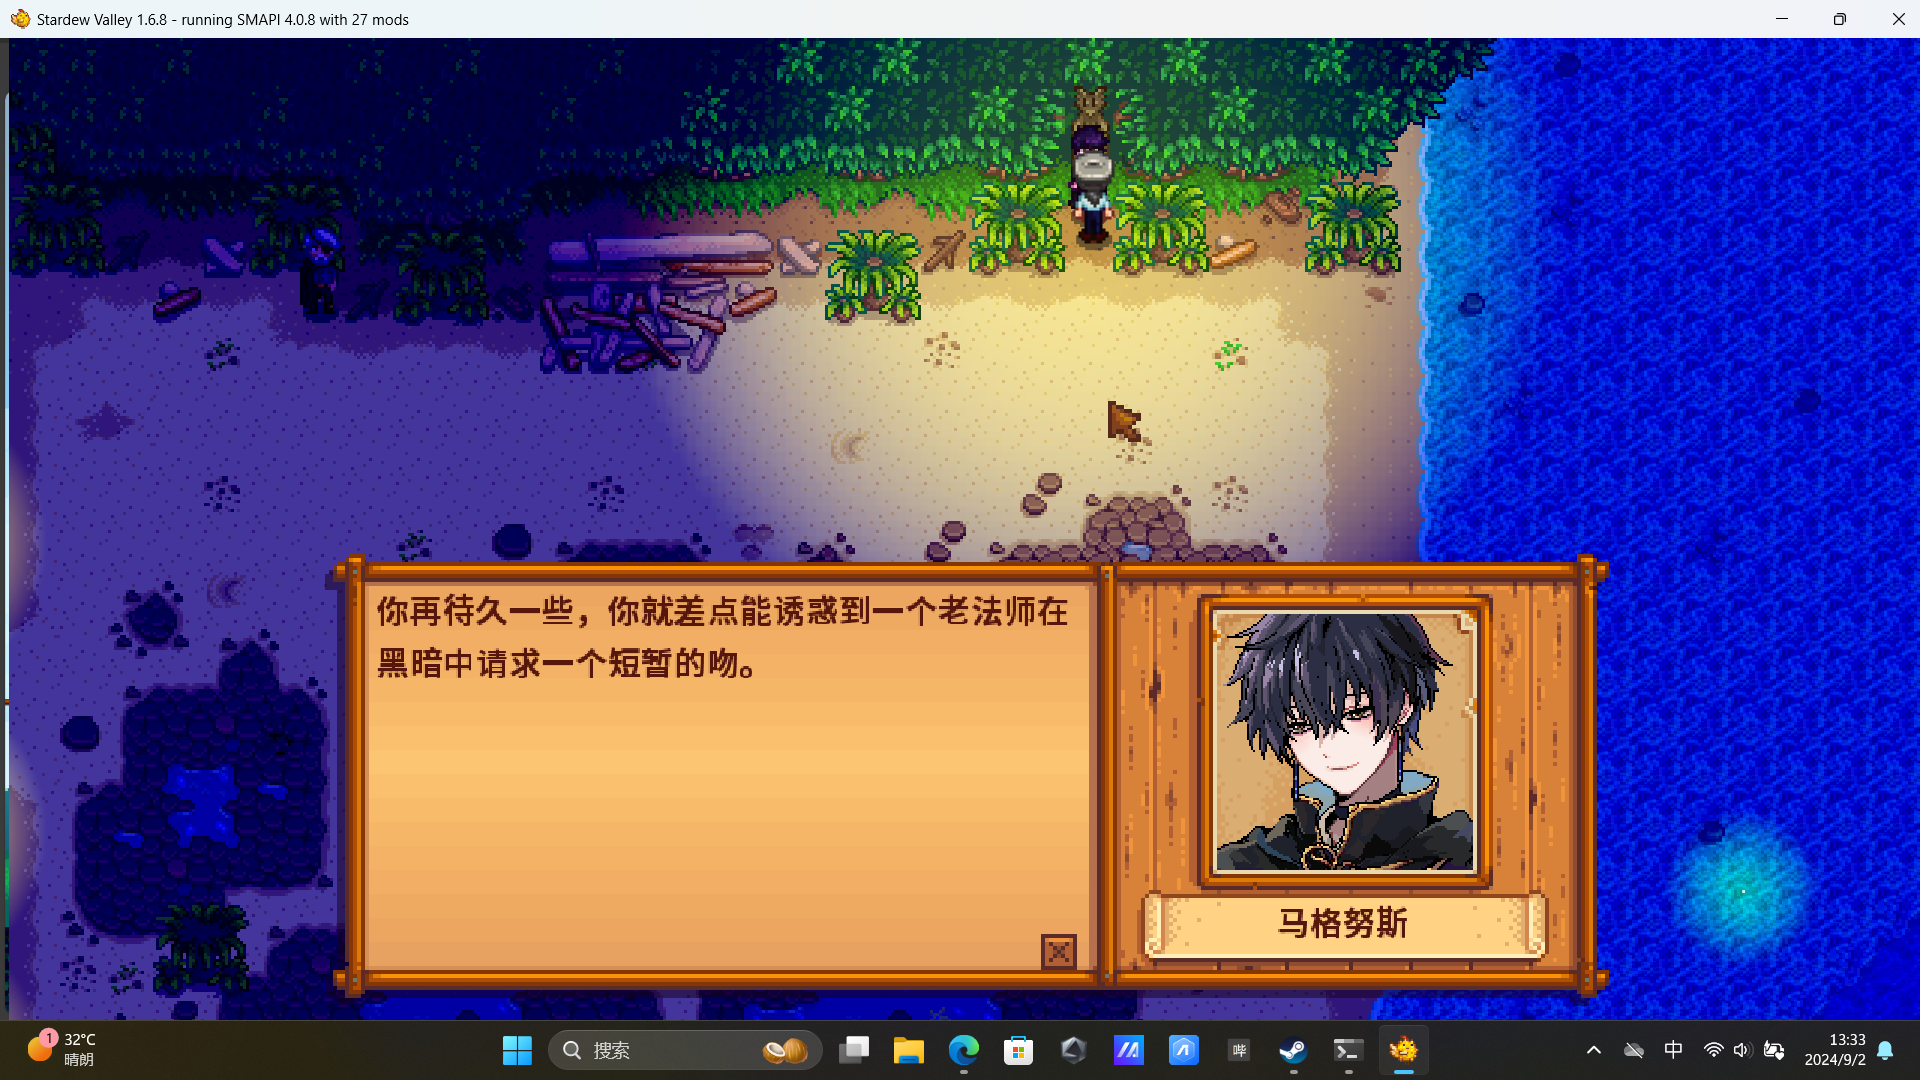 Stardew Valley 1.6.8 - running SMAPI 4.0.8 with 27 mods
你再待久一些，你就差点能诱惑到一个老法师在
黑暗中请求一个短暂的吻。
马格努斯
1
32°C
晴朗
搜索
哔
中
13:33
2024/9/2